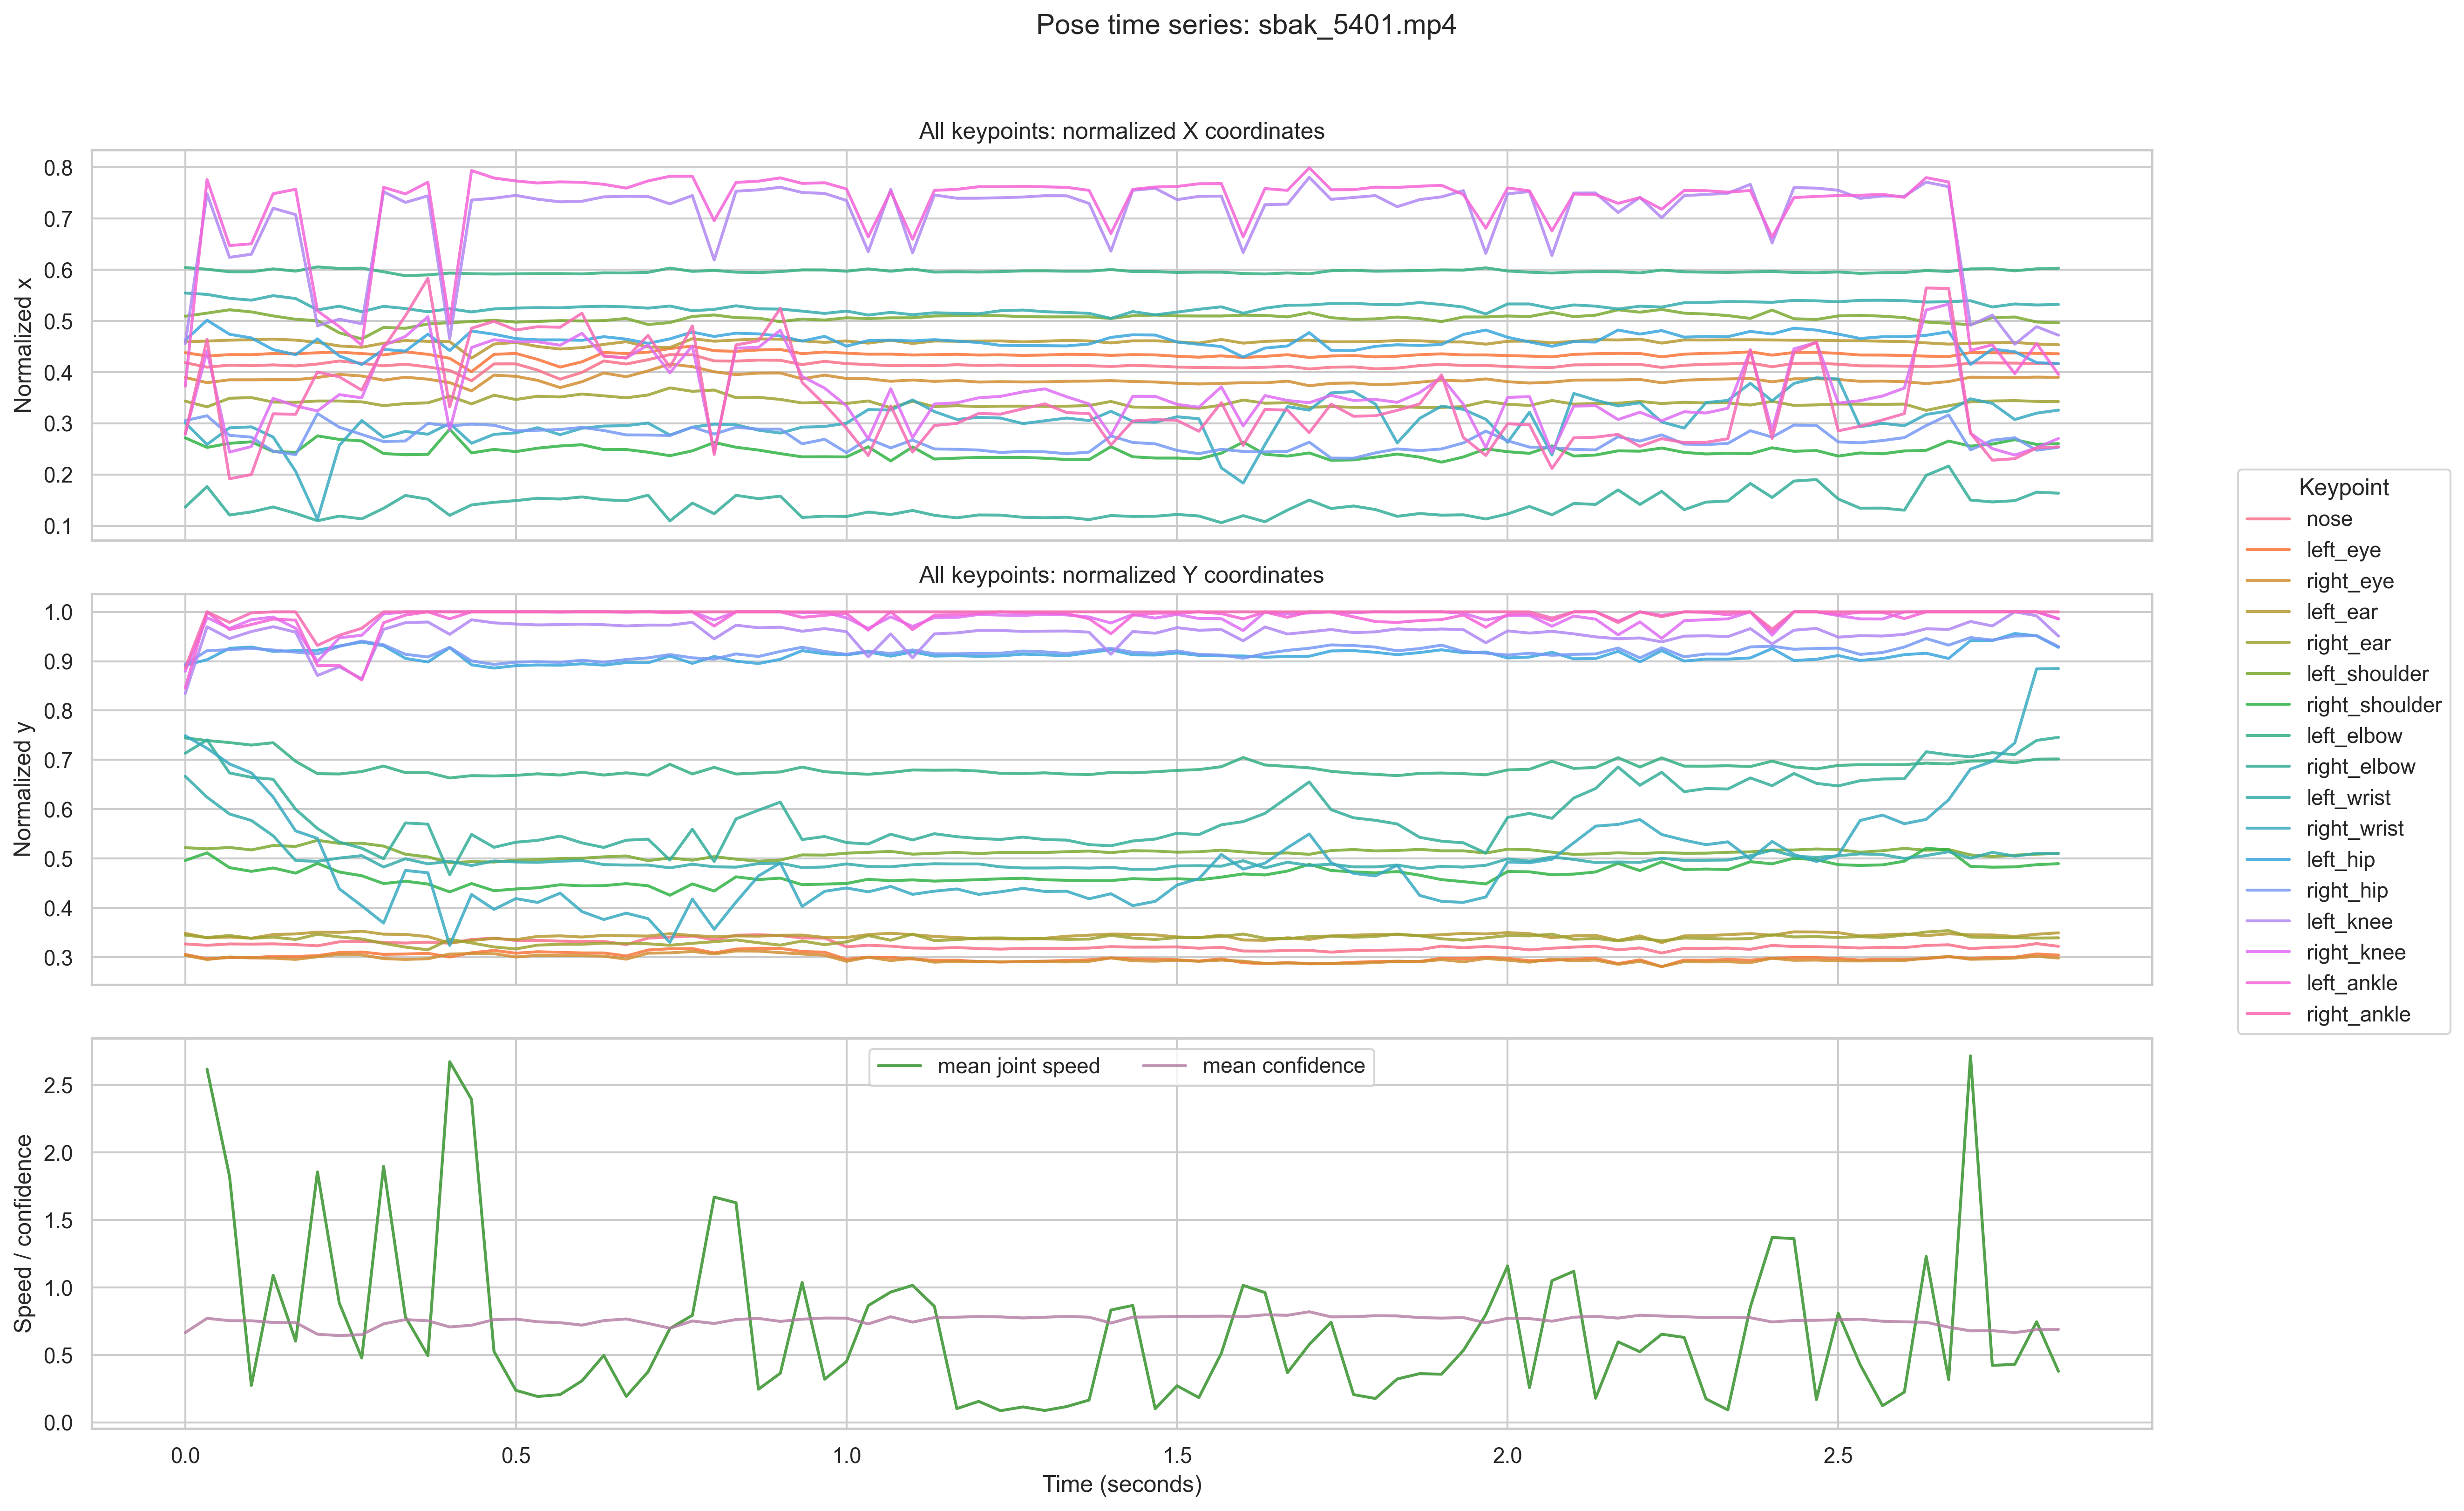 Pose time series: sbak_5401.mp4
All keypoints: normalized X coordinates
Normalized x
0.8
0.7
0.6
0.5
0.4
0.3
0.2
0.1
All keypoints: normalized Y coordinates
Normalized y
1.0
0.9
0.8
0.7
0.6
0.5
0.4
0.3
Keypoint
nose
left_eye
right_eye
left_ear
right_ear
left_shoulder
right_shoulder
left_elbow
right_elbow
left_wrist
right_wrist
left_hip
right_hip
left_knee
right_knee
left_ankle
right_ankle
mean joint speed mean confidence
Speed / confidence
2.5
2.0
1.5
1.0
0.5
0.0
0.0 0.5 1.0 1.5 2.0 2.5
Time (seconds)